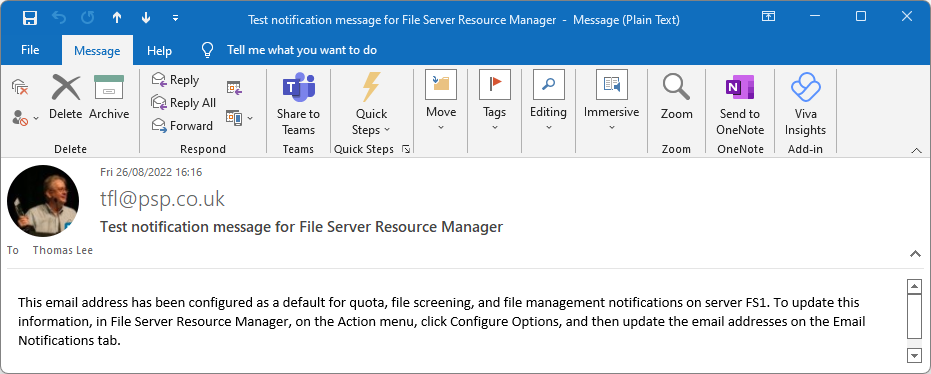 Test notification message for File Server Resource Manager - Message (Plain Text)
File Message Help Tell me what you want to do
Delete
Archive
Delete
Reply
Reply All
Forward
Respond
Share to
Teams
Teams
Quick
Steps
Quick Steps
Move
Tags
Editing
Immersive
Zoom
Zoom
Send to
OneNote
OneNote
Viva
Insights
Add-in
Fri 26/08/2022 16:16
tfl@psp.co.uk
Test notification message for File Server Resource Manager
To Thomas Lee
This email address has been configured as a default for quota, file screening, and file management notifications on server FS1. To update this
information, in File Server Resource Manager, on the Action menu, click Configure Options, and then update the email addresses on the Email
Notifications tab.